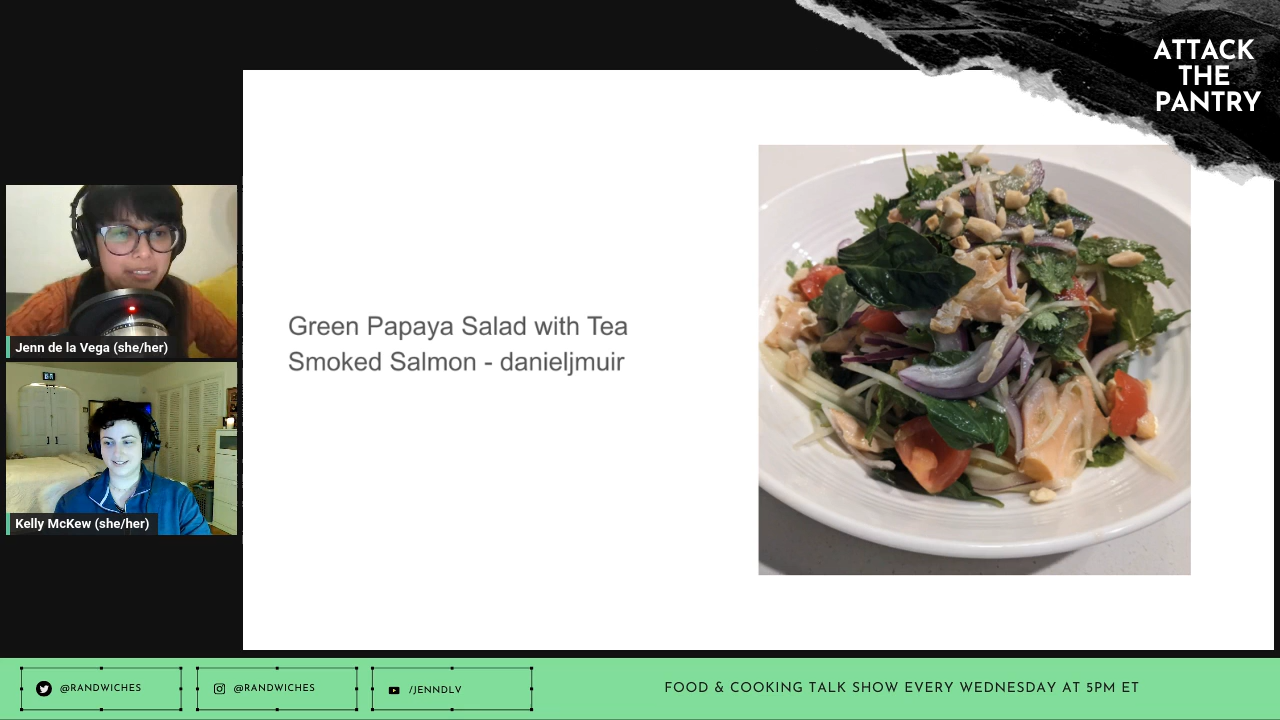 ATTACK
THE
PANTRY
Green Papaya Salad with Tea
Smoked Salmon - danieljmuir
Jenn de la Vega (she/her)
Kelly McKew (she/her)
@RANDWICHES
@RANDWICHES
/JENNDLV
FOOD & COOKING TALK SHOW EVERY WEDNESDAY AT 5PM ET